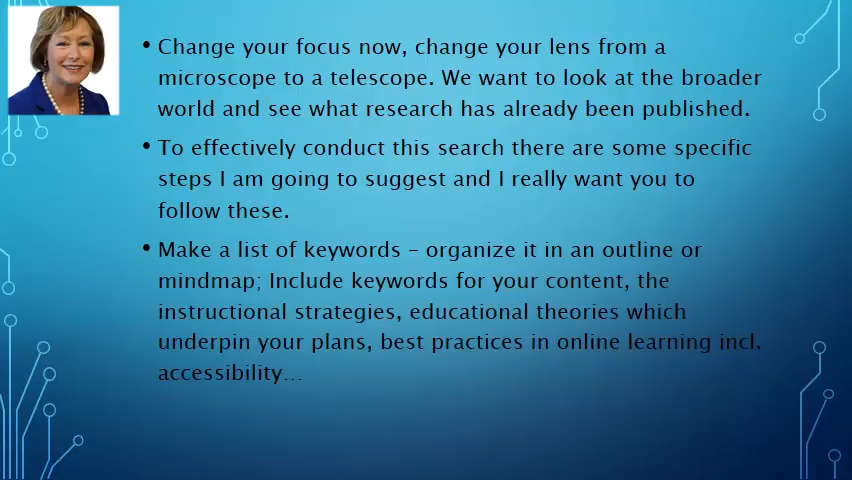 • Change your focus now, change your lens from a
microscope to a telescope. We want to look at the broader
world and see what research has already been published.
• To effectively conduct this search there are some specific
steps I am going to suggest and I really want you to
follow these.
• Make a list of keywords – organize it in an outline or
mindmap; Include keywords for your content, the
instructional strategies, educational theories which
underpin your plans, best practices in online learning incl.
accessibility…